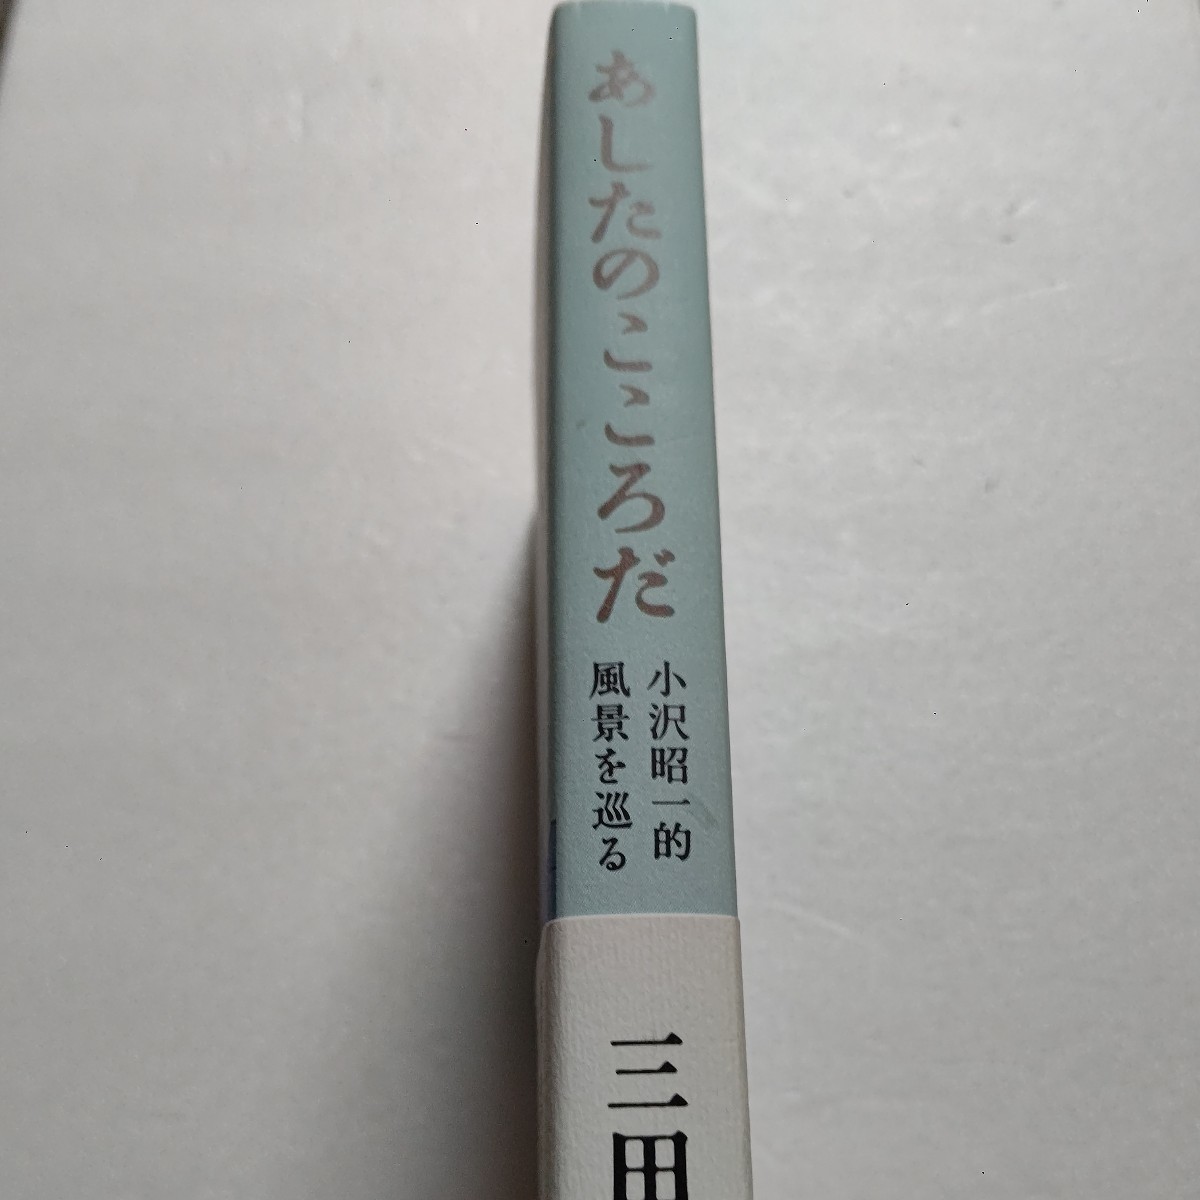 あしたのこころだ
小沢昭一的
風景を巡る
三田